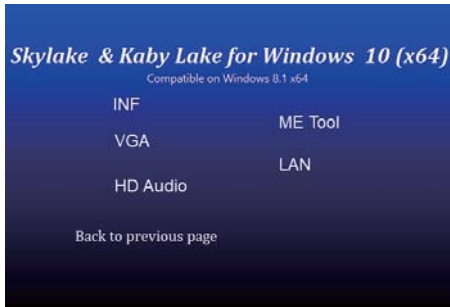 Skylake & Kaby Lake for Windows 10 (x64)
Compatible on Windows 8.1 x64
INF
VGA
HD Audio
ME Tool
LAN
Back to previous page